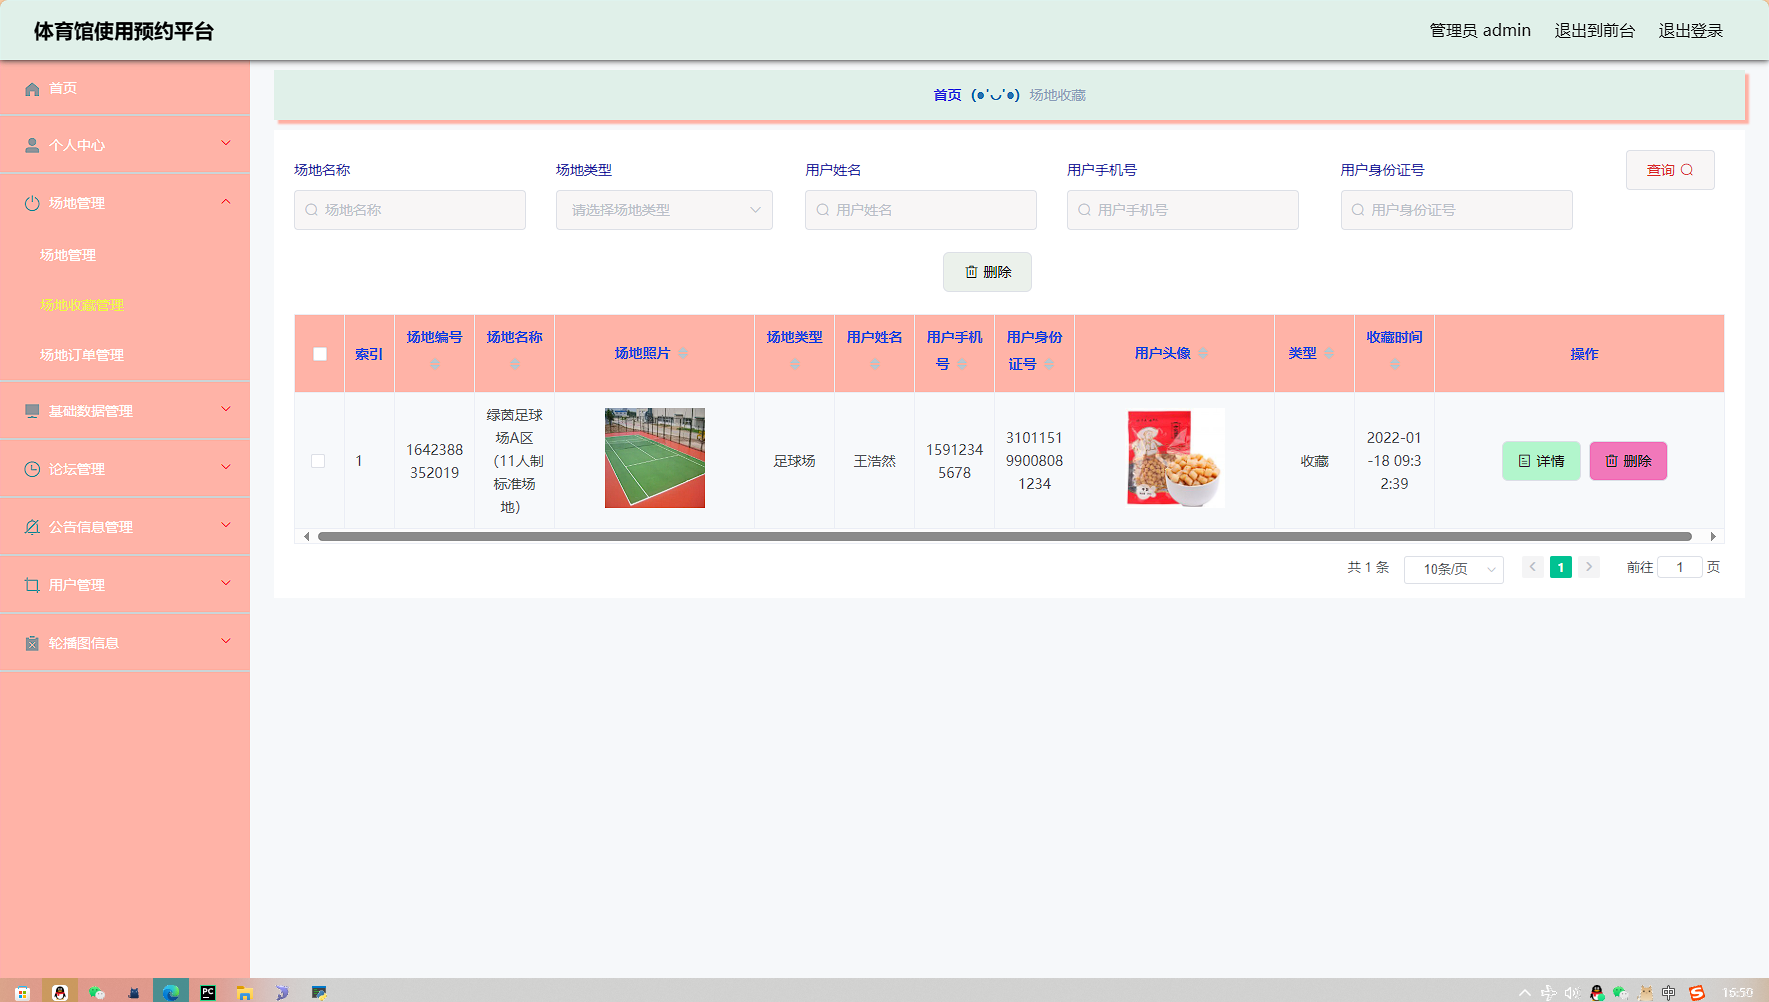 体育馆使用预约平台
管理员 admin 退出到前台 退出登录
首页
个人中心
场地管理
场地管理
场地收藏管理
场地订单管理
基础数据管理
论坛管理
公告信息管理
用户管理
轮播图信息
首页 (●'◡'●) 场地收藏
场地名称 场地类型 用户姓名 用户手机号 用户身份证号 查询
场地名称 请选择场地类型 用户姓名 用户手机号 用户身份证号
删除
索引 场地编号 场地名称 场地照片 场地类型 用户姓名 用户手机号 用户身份证号 用户头像 类型 收藏时间 操作
1 1642388352019 绿茵足球场A区（11人制标准场地） 足球场 王浩然 15912345678 310115199008081234 收藏 2022-01-18 09:32:39 详情 删除
共 1 条 10条/页 1 前往 1 页
PC 中 16:59